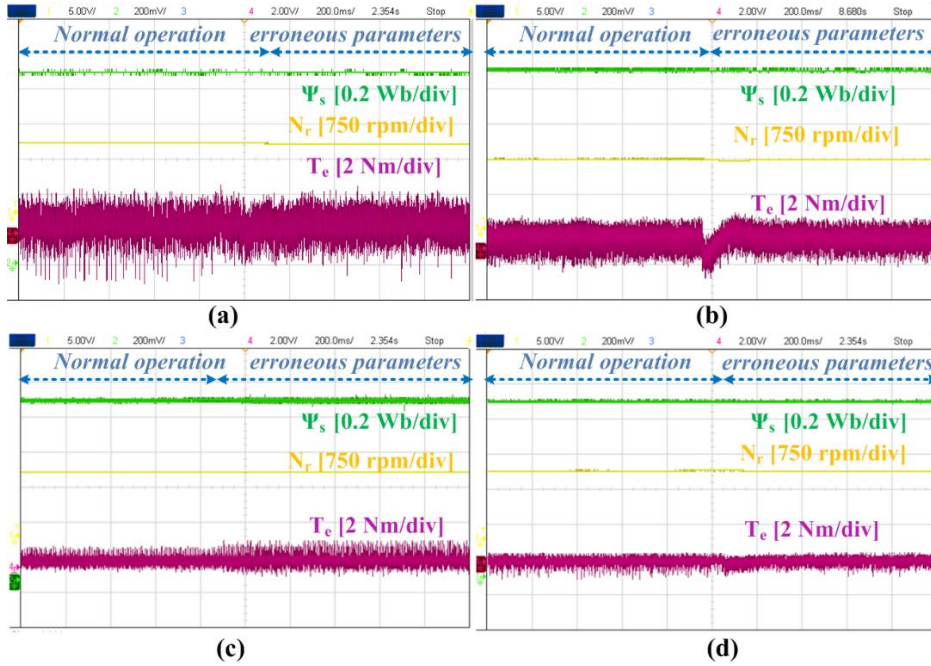 1 5.00V/ 2 200mV/ 3 4 2.00V/ 200.0ms/ 2.354s Stop
Normal operation erroneous parameters
Ψs [0.2 Wb/div]
Nr [750 rpm/div]
Te [2 Nm/div]
(a)
1 5.00V/ 2 200mV/ 3 4 2.00V/ 200.0ms/ 8.680s Stop
Normal operation erroneous parameters
Ψs [0.2 Wb/div]
Nr [750 rpm/div]
Te [2 Nm/div]
(b)
1 5.00V/ 2 200mV/ 3 4 2.00V/ 200.0ms/ 2.354s Stop
Normal operation erroneous parameters
Ψs [0.2 Wb/div]
Nr [750 rpm/div]
Te [2 Nm/div]
(c)
5.00V/ 2 200mV/ 3 4 2.00V/ 200.0ms/ 2.354s Stop
Normal operation erroneous parameters
Ψs [0.2 Wb/div]
Nr [750 rpm/div]
Te [2 Nm/div]
(d)